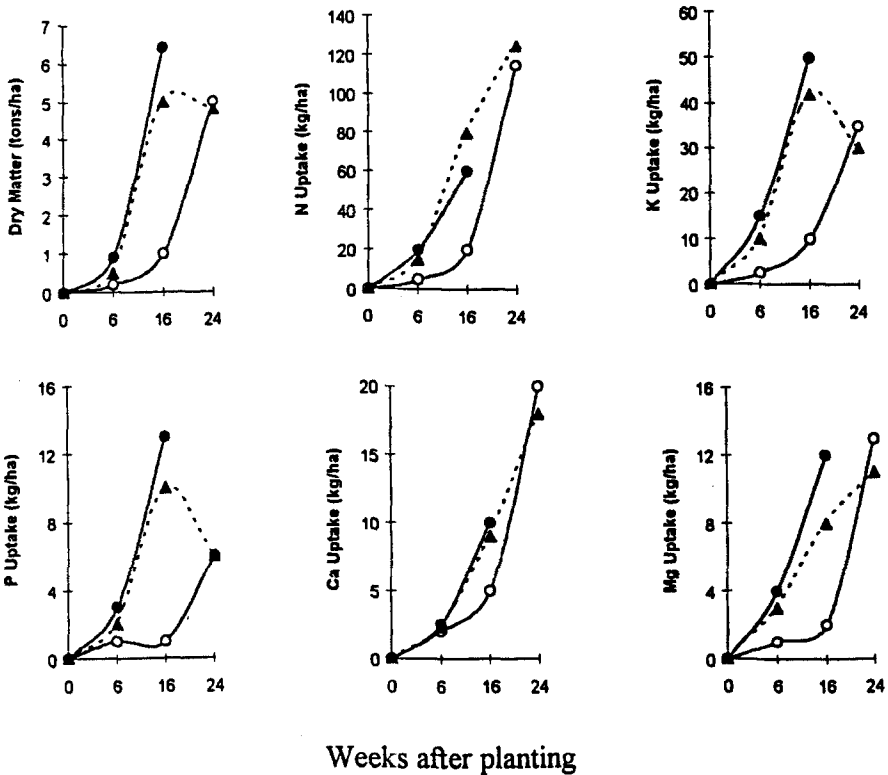 Dry Matter (tons/ha)
7
6
5
4
3
2
1
0
0 6 16 24
N Uptake (kg/ha)
140
120
100
80
60
40
20
0
0 6 16 24
K Uptake (kg/ha)
60
50
40
30
20
10
0
0 6 16 24
P Uptake (kg/ha)
16
12
8
4
0
0 6 16 24
Ca Uptake (kg/ha)
20
15
10
5
0
0 6 16 24
Mg Uptake (kg/ha)
16
12
8
4
0
0 6 16 24
Weeks after planting